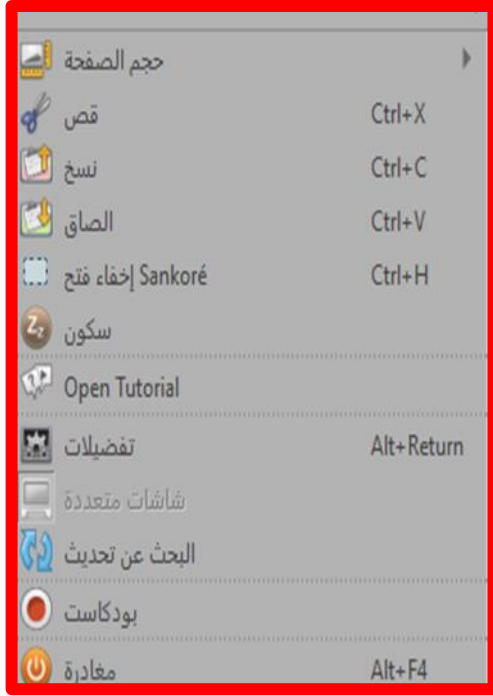 حجم الصفحة
قص Ctrl+X
نسخ Ctrl+C
الصاق Ctrl+V
إخفاء فتح Sankoré Ctrl+H
سكون
Open Tutorial
تفضيلات Alt+Return
شاشات متعددة
البحث عن تحديث
بودكاست
مغادرة Alt+F4